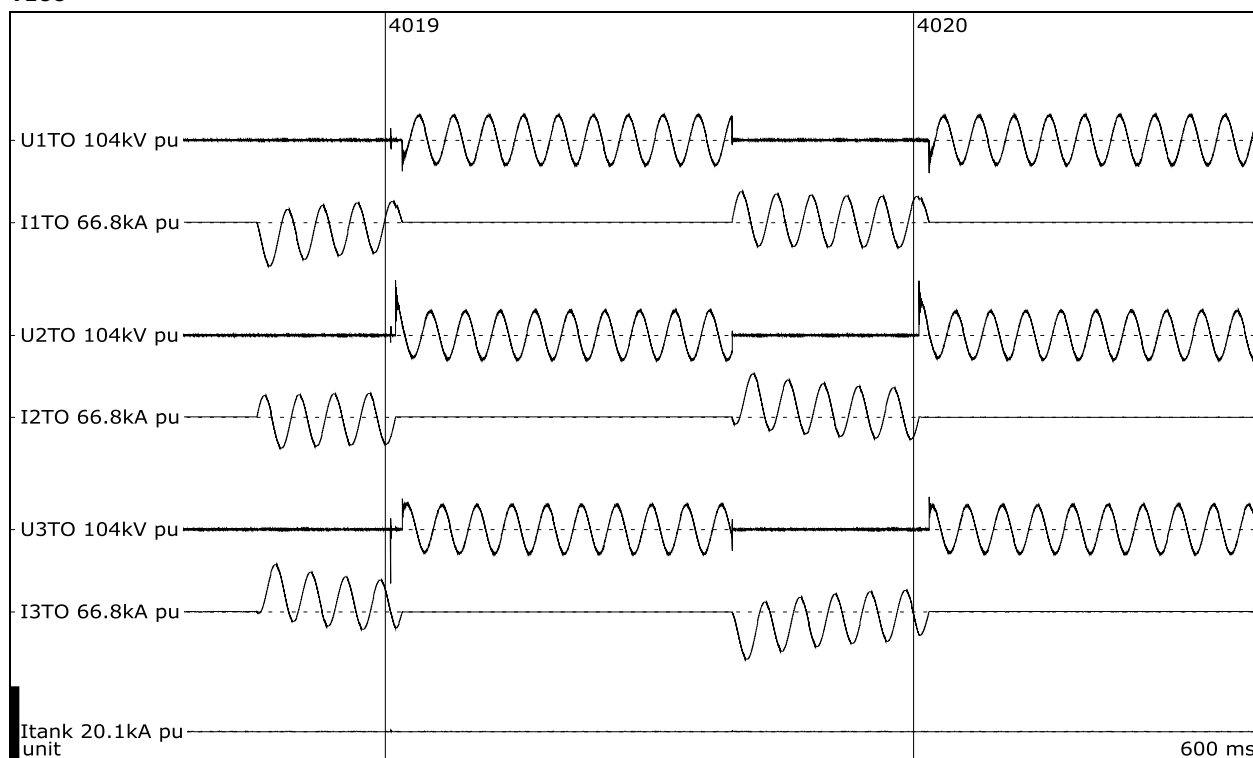 4019 4020
U1TO 104kV pu
I1TO 66.8kA pu
U2TO 104kV pu
I2TO 66.8kA pu
U3TO 104kV pu
I3TO 66.8kA pu
Itank 20.1kA pu
unit 600 ms